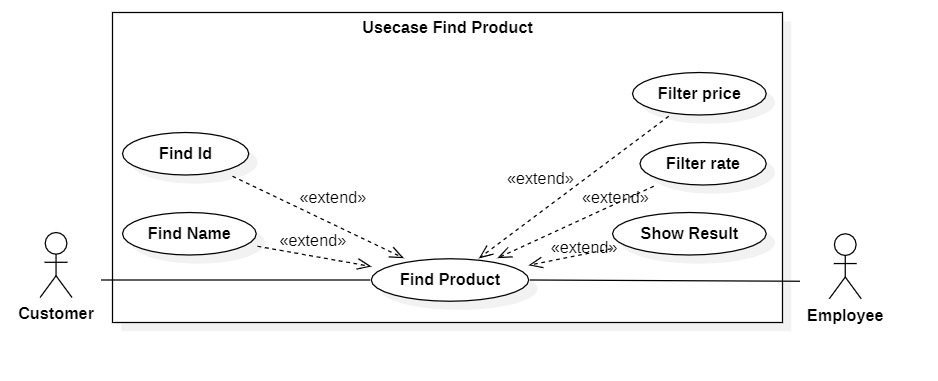 Usecase Find Product
Filter price
Find Id
Filter rate
«extend»
«extend»
«extend»
Find Name
«extend»
«extend»
Show Result
Find Product
Customer
Employee